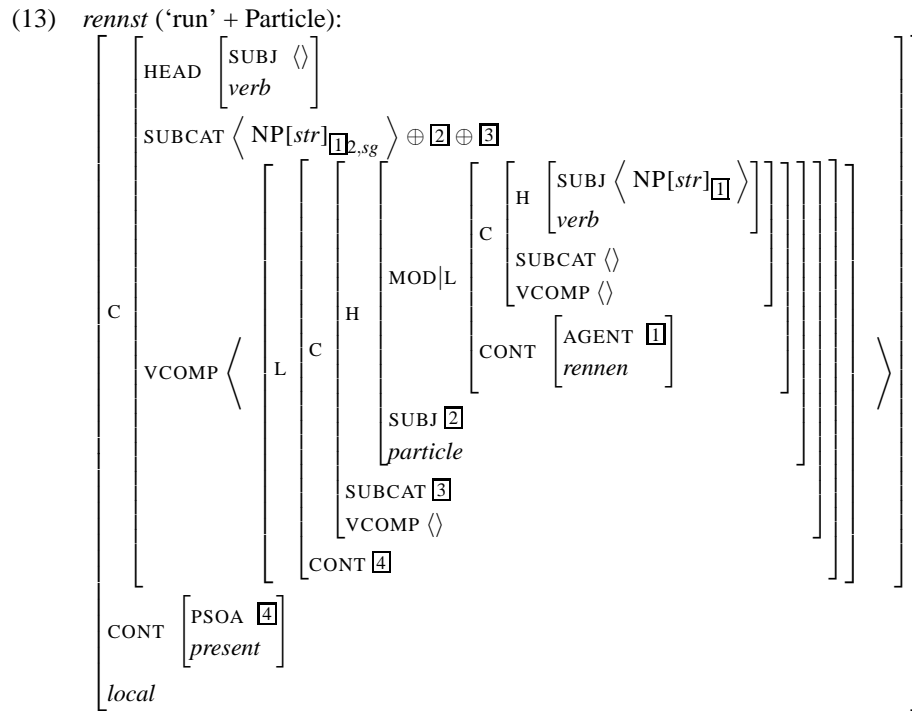 (13) rennst (‘run’ + Particle):
HEAD [SUBJ ⟨⟩
verb]
SUBCAT ⟨ NP[str] 1 2,sg ⟩ ⊕ 2 ⊕ 3
H [SUBJ ⟨ NP[str] 1 ⟩
verb]
C
SUBCAT ⟨⟩
MOD|L
VCOMP ⟨⟩
C
H
CONT [AGENT 1
rennen]
C
VCOMP ⟨ L ⟩
SUBJ 2
particle
SUBCAT 3
VCOMP ⟨⟩
CONT 4
CONT [PSOA 4
present]
local